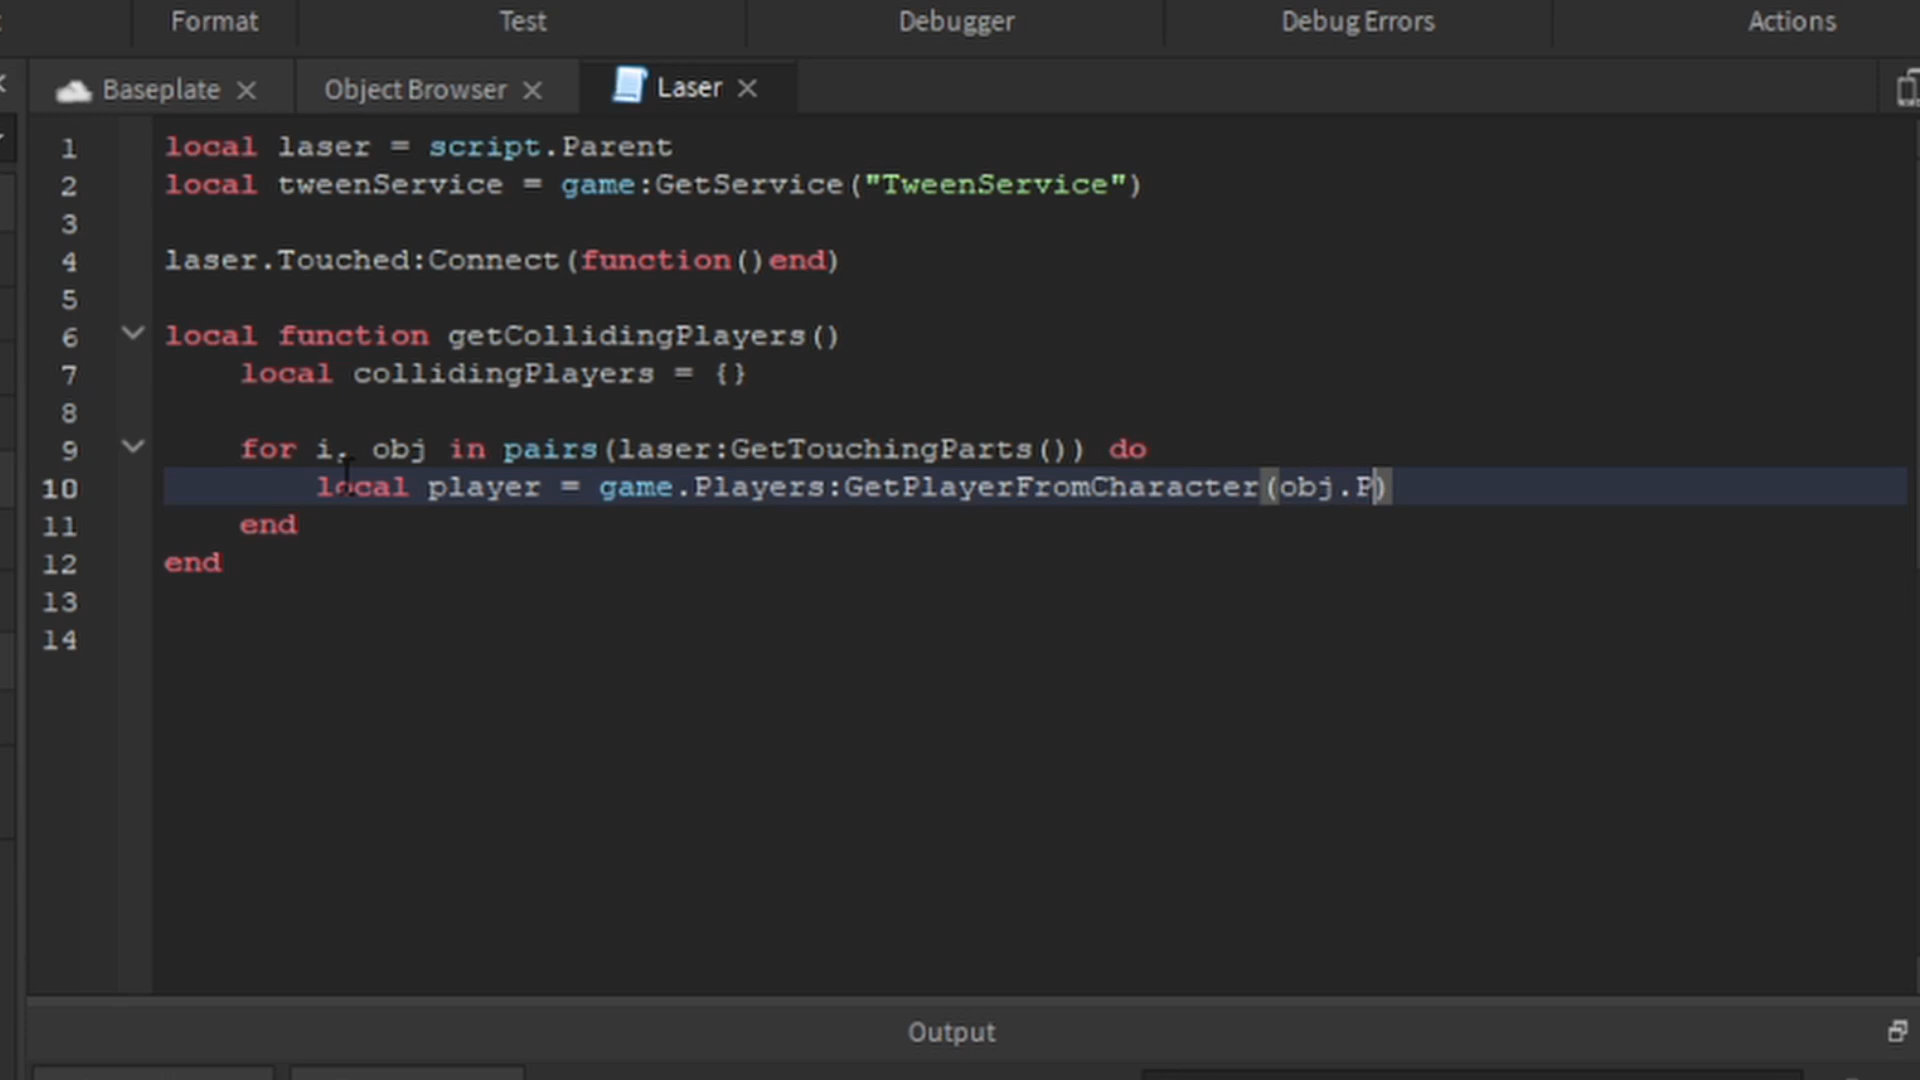 Format Test Debugger Debug Errors Actions
Baseplate Object Browser Laser
1 local laser = script.Parent
2 local tweenService = game:GetService("TweenService")
3
4 laser.Touched:Connect(function()end)
5
6 local function getCollidingPlayers()
7 local collidingPlayers = {}
8
9 for i, obj in pairs(laser:GetTouchingParts()) do
10 local player = game.Players:GetPlayerFromCharacter(obj.P)
11 end
12 end
13
14
Output